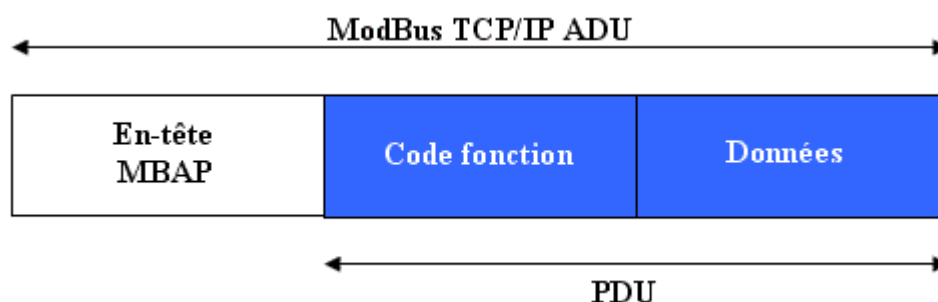 ModBus TCP/IP ADU
En-tête
MBAP
Code fonction
Données
PDU